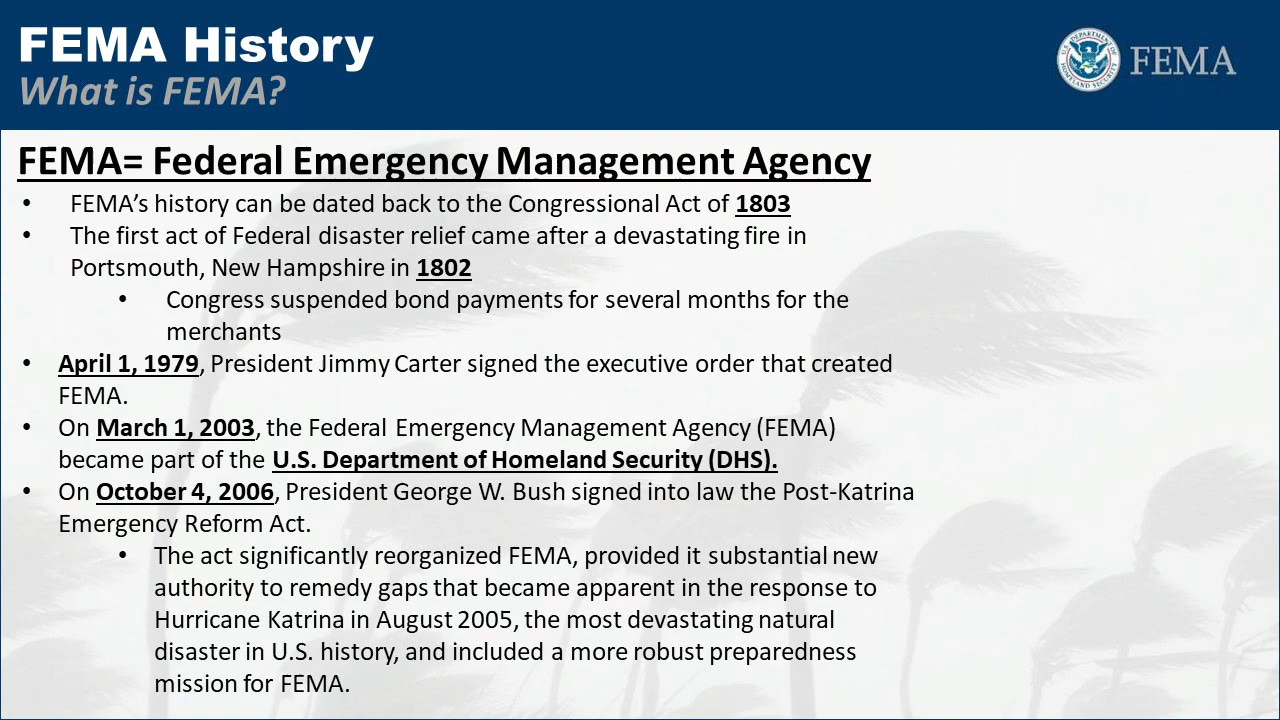 FEMA History
What is FEMA?
U.S. DEPARTMENT OF HOMELAND SECURITY
FEMA
FEMA= Federal Emergency Management Agency
• FEMA’s history can be dated back to the Congressional Act of 1803
• The first act of Federal disaster relief came after a devastating fire in
Portsmouth, New Hampshire in 1802
• Congress suspended bond payments for several months for the
merchants
• April 1, 1979, President Jimmy Carter signed the executive order that created
FEMA.
• On March 1, 2003, the Federal Emergency Management Agency (FEMA)
became part of the U.S. Department of Homeland Security (DHS).
• On October 4, 2006, President George W. Bush signed into law the Post-Katrina
Emergency Reform Act.
• The act significantly reorganized FEMA, provided it substantial new
authority to remedy gaps that became apparent in the response to
Hurricane Katrina in August 2005, the most devastating natural
disaster in U.S. history, and included a more robust preparedness
mission for FEMA.